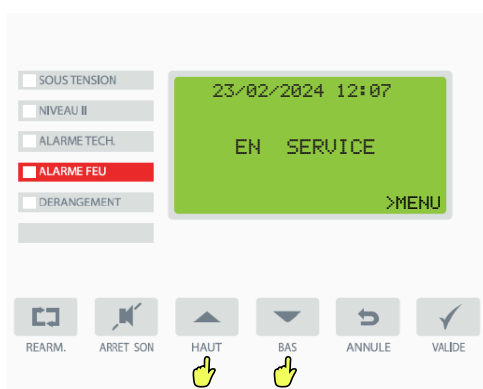 SOUS TENSION
NIVEAU II
ALARME TECH.
ALARME FEU
DERANGEMENT
23/02/2024 12:07
EN SERVICE
>MENU
REARM. ARRET SON HAUT BAS ANNULE VALIDE